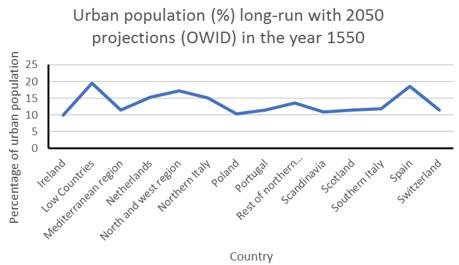 Urban population (%) long-run with 2050
projections (OWID) in the year 1550
Percentage of urban population
25
20
15
10
5
0
Ireland
Low Countries
Mediterranean region
Netherlands
North and west region
Northern Italy
Poland
Portugal
Rest of northern...
Scandinavia
Scotland
Southern Italy
Spain
Switzerland
Country